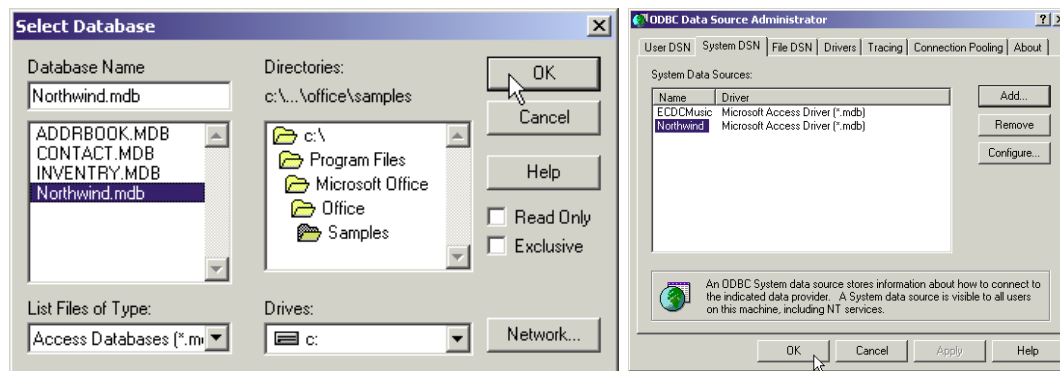 Select Database
Database Name
Northwind.mdb
ADDRBOOK.MDB
CONTACT.MDB
INVENTRY.MDB
Northwind.mdb
List Files of Type:
Access Databases (*.m
Directories:
c:\...\office\samples
c:\
Program Files
Microsoft Office
Office
Samples
Drives:
c:
OK
Cancel
Help
Read Only
Exclusive
Network...
ODBC Data Source Administrator
User DSN System DSN File DSN Drivers Tracing Connection Pooling About
System Data Sources:
Name Driver
ECDCMusic Microsoft Access Driver (*.mdb)
Northwind Microsoft Access Driver (*.mdb)
Add...
Remove
Configure...
An ODBC System data source stores information about how to connect to
the indicated data provider. A System data source is visible to all users
on this machine, including NT services.
OK Cancel Apply Help